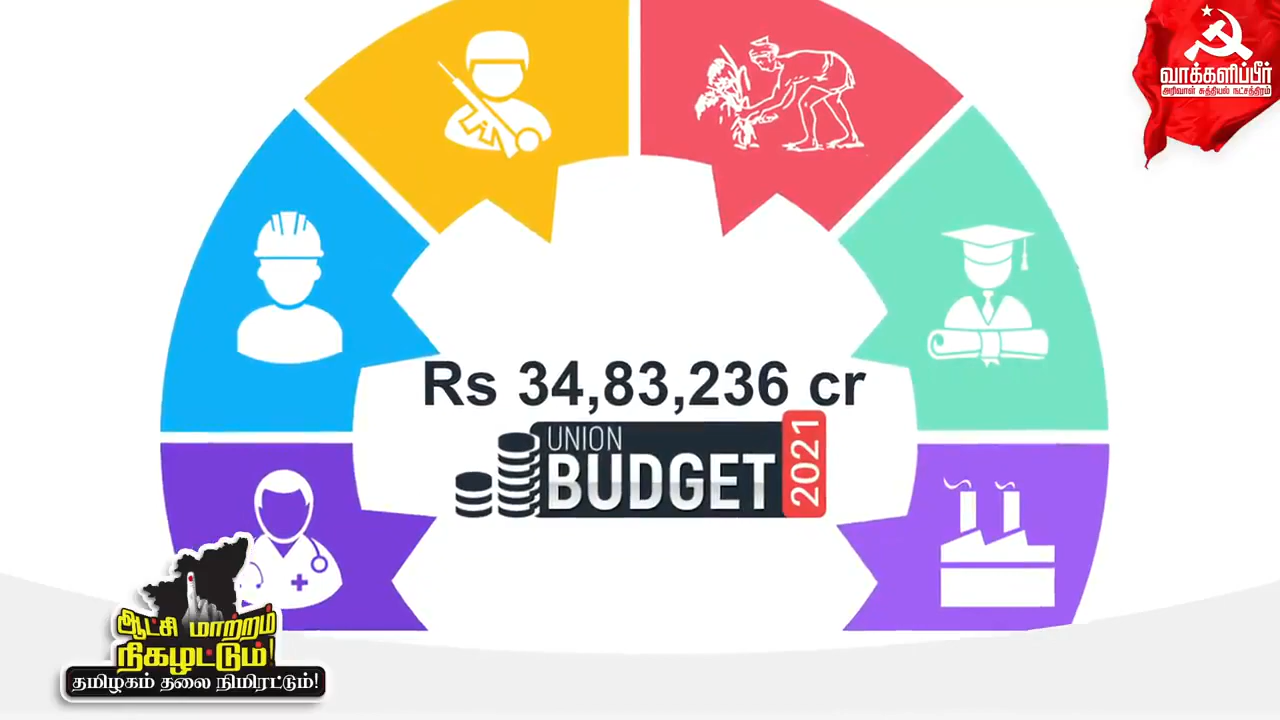 வாக்களிப்பீர்
அரிவாள் சுத்தியல் நட்சத்திரம்
Rs 34,83,236 cr
UNION
BUDGET
2021
ஆட்சி மாற்றம்
நிகழட்டும்!
தமிழகம் தலை நிமிரட்டும்!